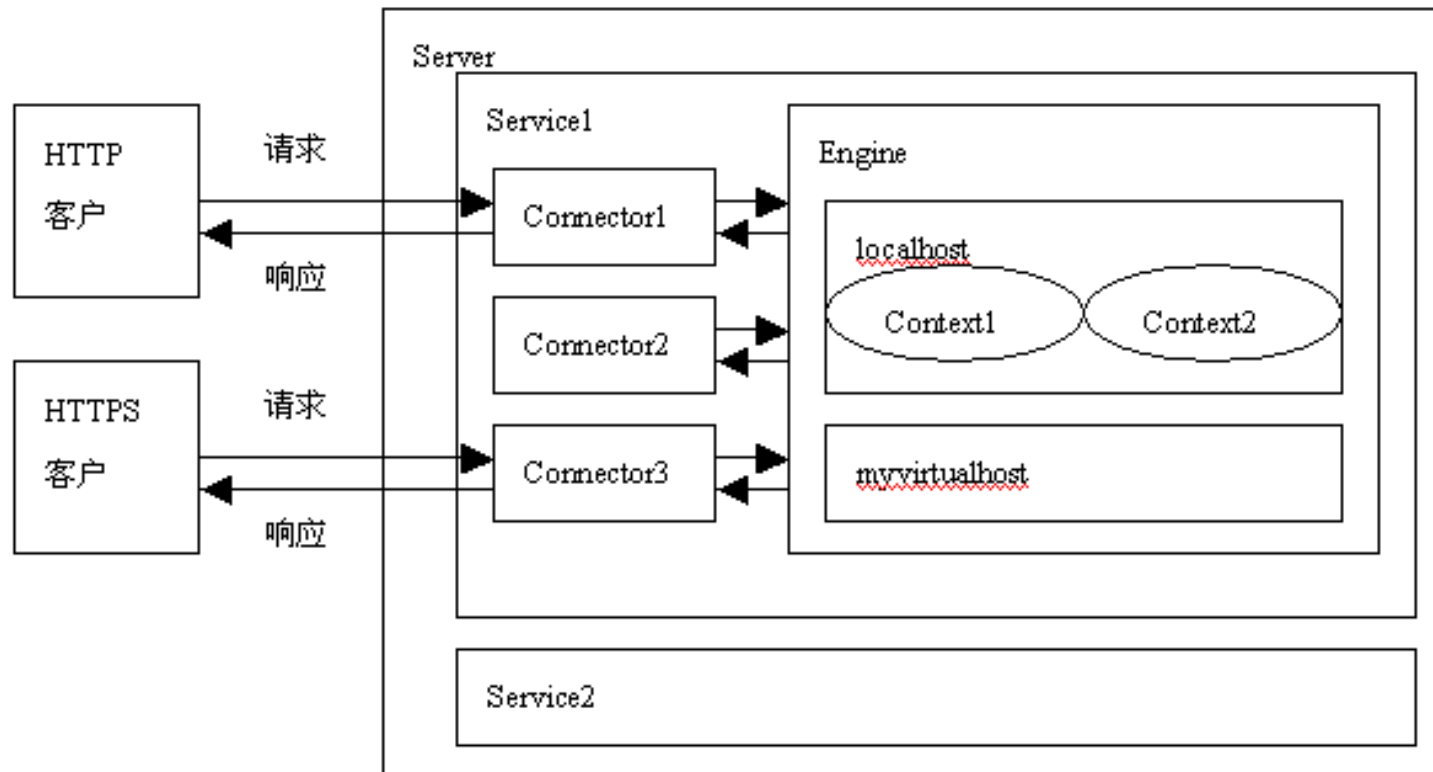 Server
Service1
HTTP
客户
请求
响应
Connector1
Engine
localhost
Context1
Context2
Connector2
HTTPS
客户
请求
响应
Connector3
myvirtualhost
Service2